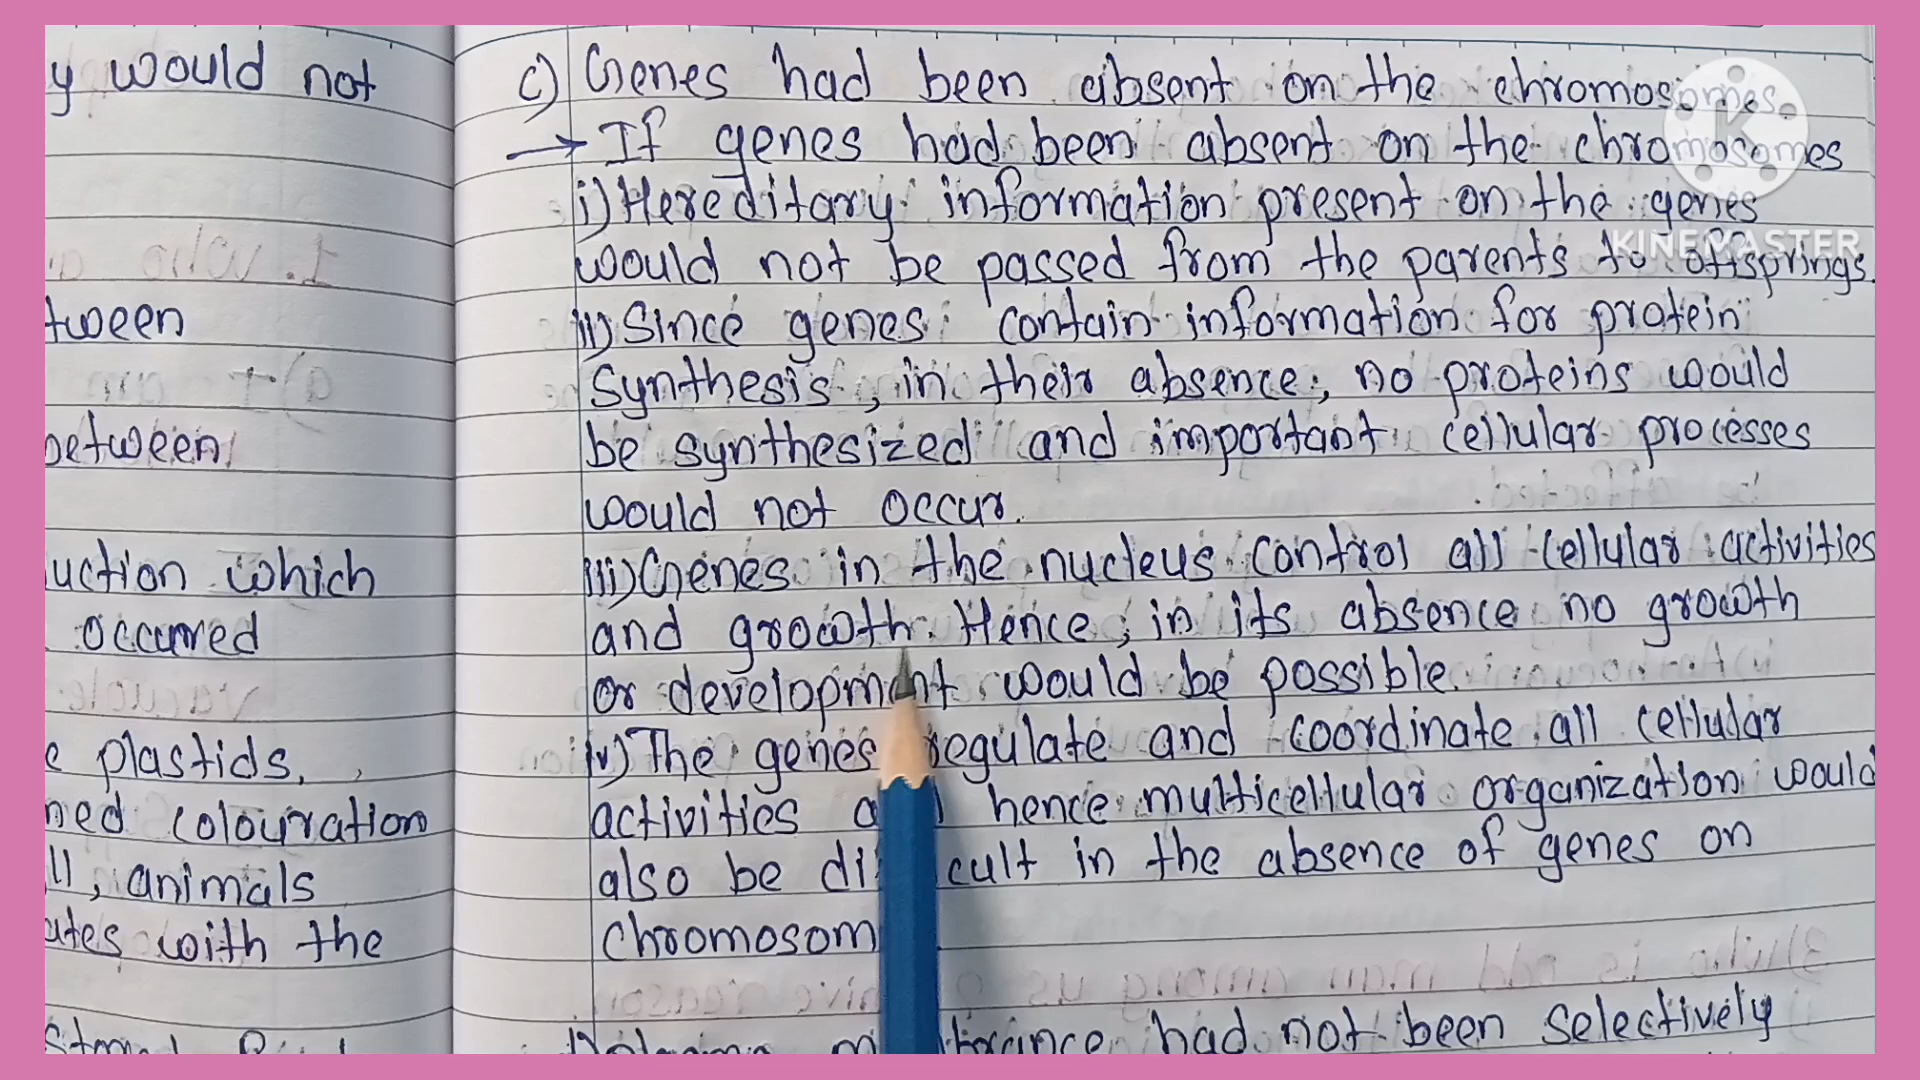 y would not
tween
between
uction which
occurred
e plastids,
ned colouration
ll, animals
ates with the
c) Genes had been absent on the chromosomes.
→ If genes had been absent on the chromosomes
i) Hereditary information present on the genes
would not be passed from the parents to offsprings.
ii) Since genes contain information for protein
synthesis, in their absence, no proteins would
be synthesized and important cellular processes
would not occur.
iii) Genes in the nucleus control all cellular activities
and growth. Hence, in its absence no growth
or development would be possible.
iv) The genes regulate and coordinate all cellular
activities hence multicellular organization would
also be difficult in the absence of genes on
chromosom
had not been selectively
KINEMASTER